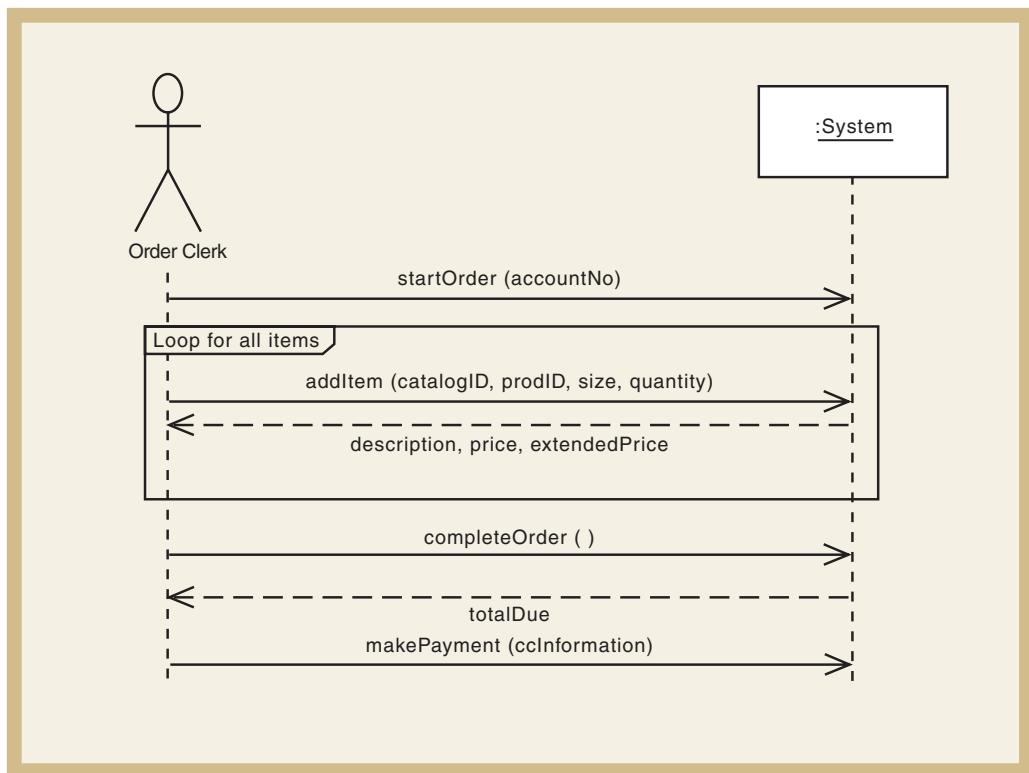 :System
Order Clerk
startOrder (accountNo)
Loop for all items
addItem (catalogID, prodID, size, quantity)
description, price, extendedPrice
completeOrder ( )
totalDue
makePayment (ccInformation)